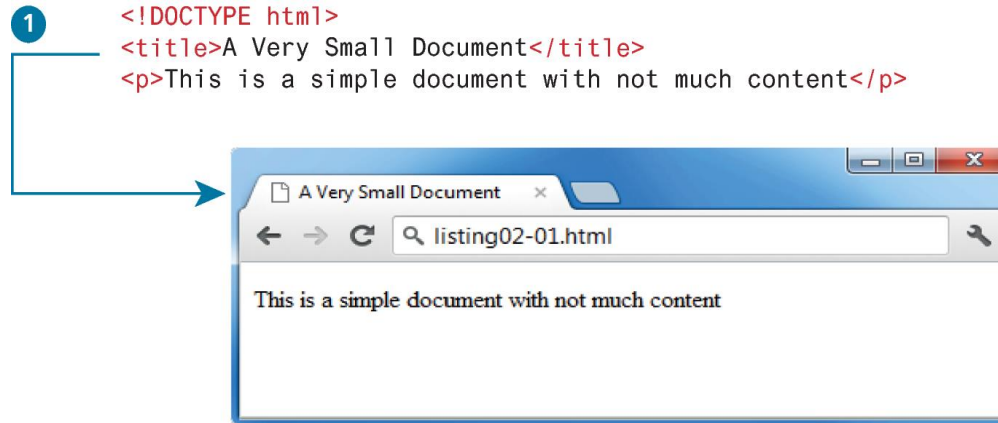 1
<!DOCTYPE html>
<title>A Very Small Document</title>
<p>This is a simple document with not much content</p>
A Very Small Document
listing02-01.html
This is a simple document with not much content